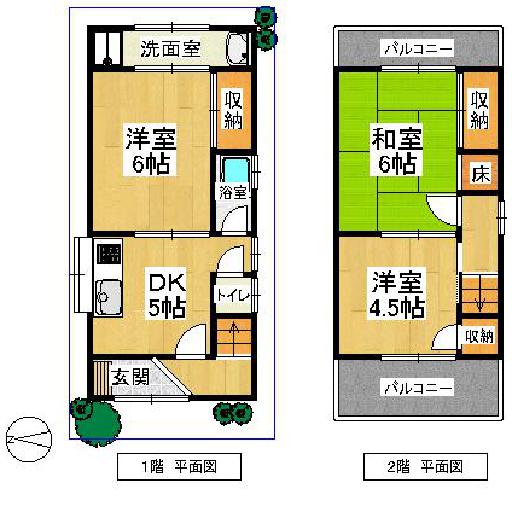 洗面室
収納
洋室
6帖
浴室
DK
5帖
トイレ
玄関
1階 平面図
バルコニー
収納
和室
6帖
床
洋室
4.5帖
収納
バルコニー
2階 平面図